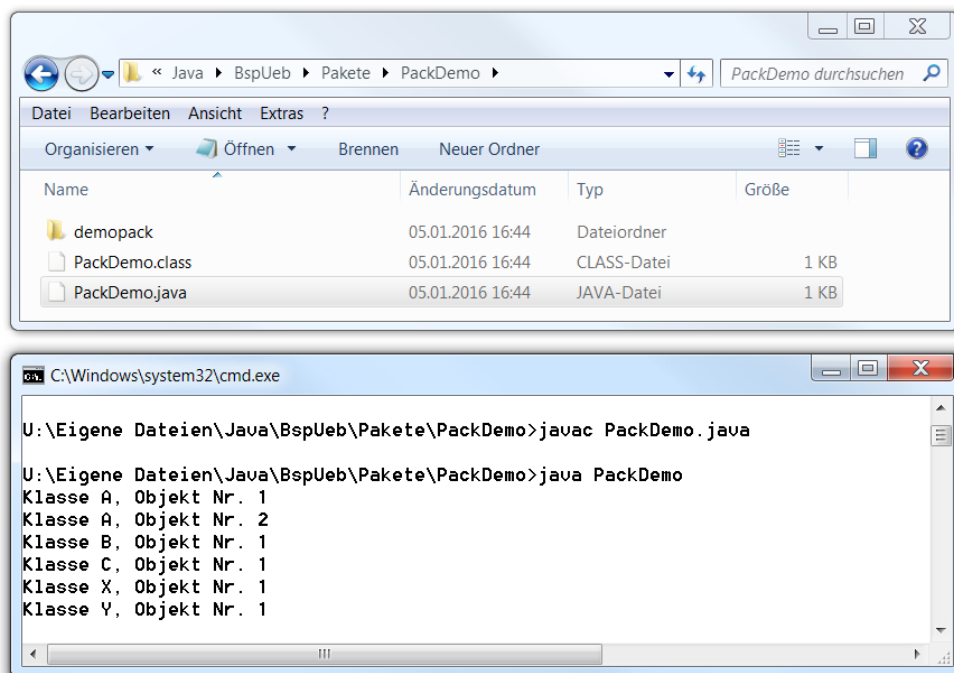 « Java ▸ BspUeb ▸ Pakete ▸ PackDemo ▸ PackDemo durchsuchen
Datei Bearbeiten Ansicht Extras ?
Organisieren Öffnen Brennen Neuer Ordner
Name Änderungsdatum Typ Größe
demopack 05.01.2016 16:44 Dateiordner
PackDemo.class 05.01.2016 16:44 CLASS-Datei 1 KB
PackDemo.java 05.01.2016 16:44 JAVA-Datei 1 KB
C:\Windows\system32\cmd.exe
U:\Eigene Dateien\Java\BspUeb\Pakete\PackDemo>javac PackDemo.java
U:\Eigene Dateien\Java\BspUeb\Pakete\PackDemo>java PackDemo
Klasse A, Objekt Nr. 1
Klasse A, Objekt Nr. 2
Klasse B, Objekt Nr. 1
Klasse C, Objekt Nr. 1
Klasse X, Objekt Nr. 1
Klasse Y, Objekt Nr. 1